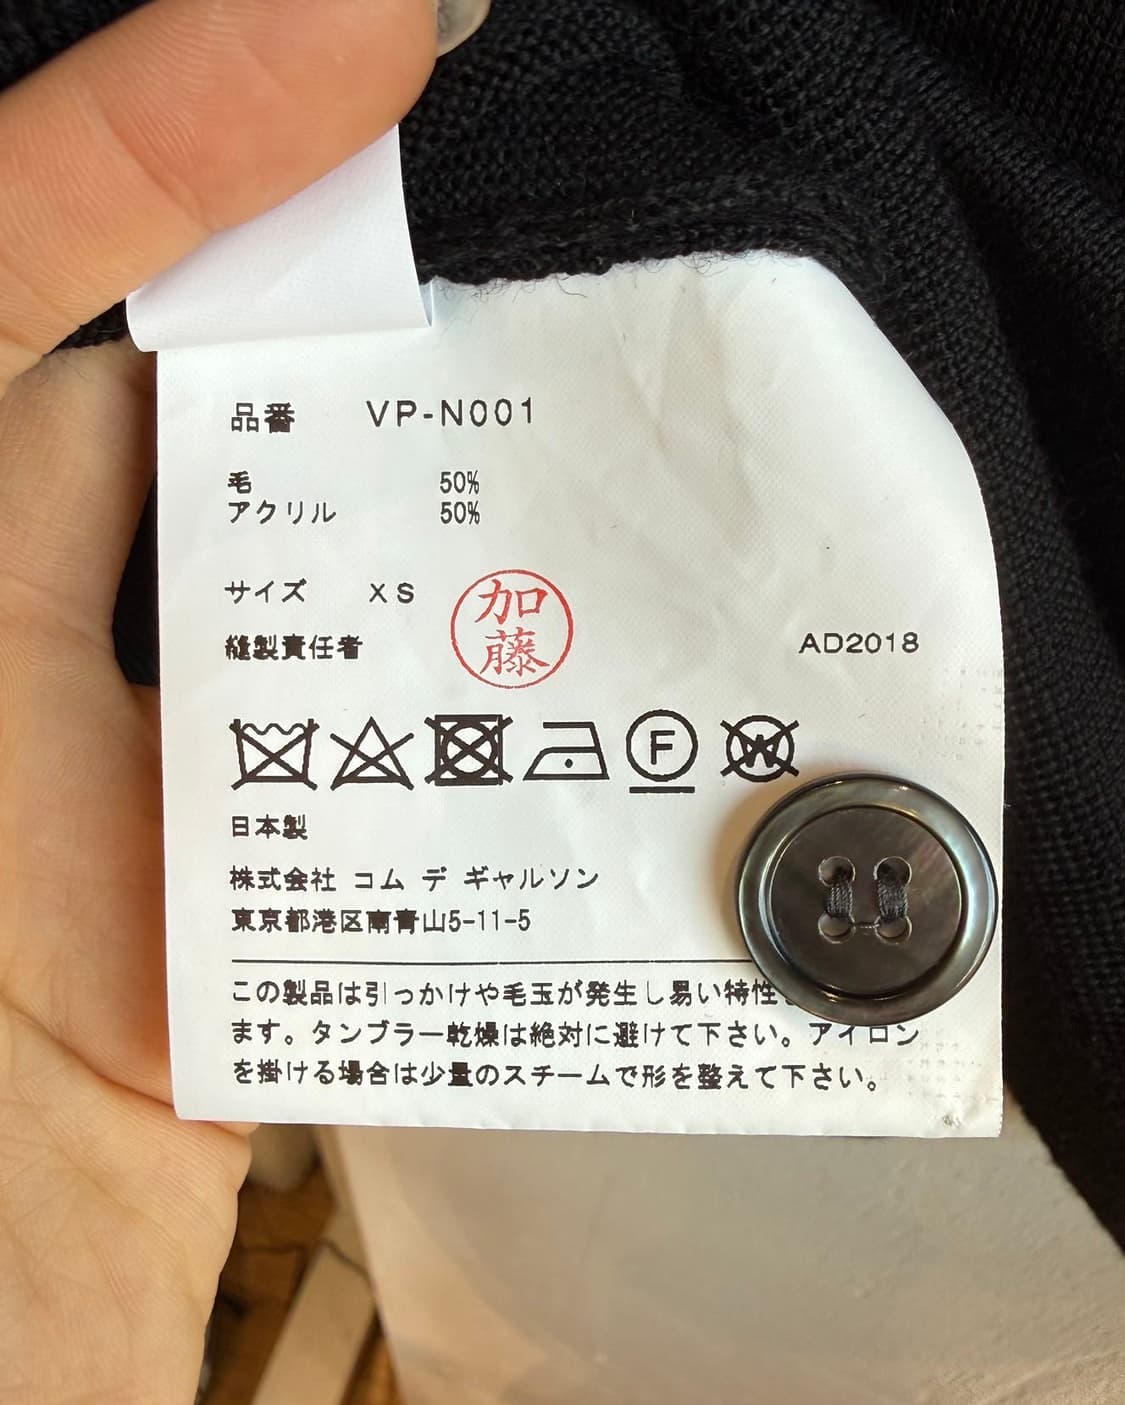 品番 VP-N001
毛 50%
アクリル 50%
サイズ XS
加藤
縫製責任者 AD2018
F W
日本製
株式会社 コム デ ギャルソン
東京都港区南青山5-11-5
この製品は引っかけや毛玉が発生し易い特性
ます。タンブラー乾燥は絶対に避けて下さい。アイロン
を掛ける場合は少量のスチームで形を整えて下さい。